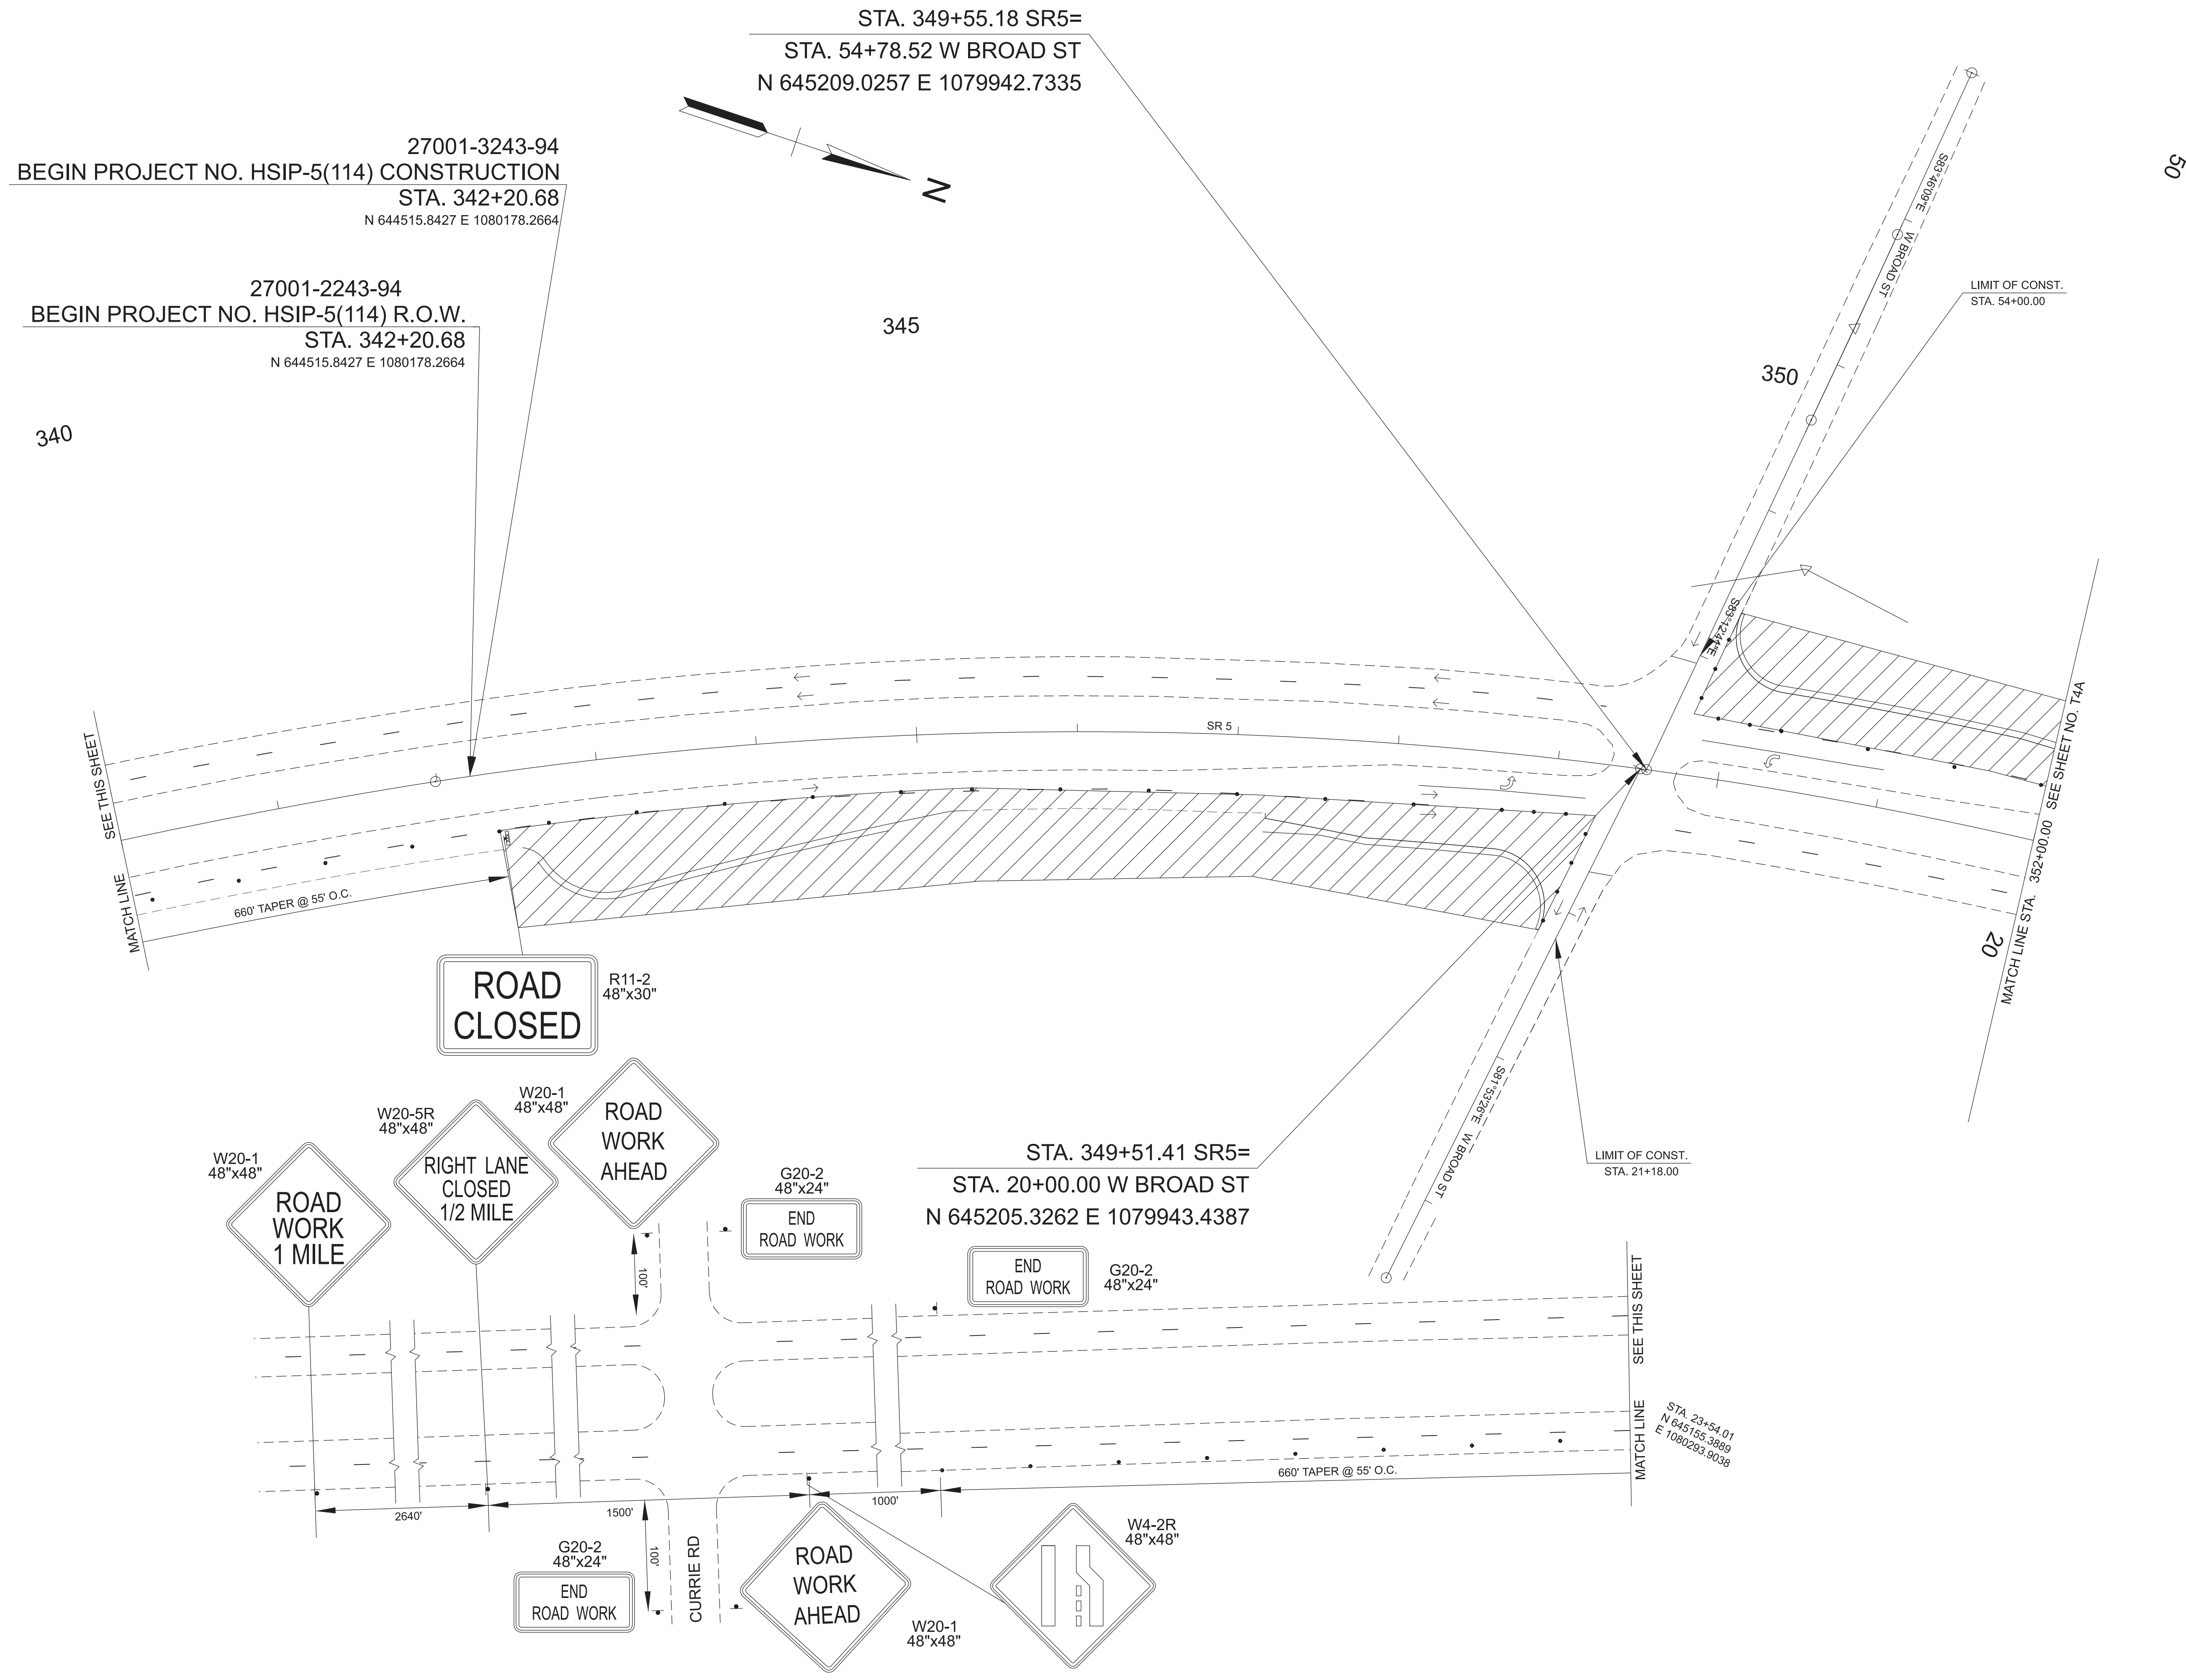 STA. 349+55.18 SR5=
STA. 54+78.52 W BROAD ST
N 645209.0257 E 1079942.7335
27001-3243-94
BEGIN PROJECT NO. HSIP-5(114) CONSTRUCTION
STA. 342+20.68
N 644515.8427 E 1080178.2664
27001-2243-94
BEGIN PROJECT NO. HSIP-5(114) R.O.W.
STA. 342+20.68
N 644515.8427 E 1080178.2664
N
50
S83°46'09"E
W BROAD ST
LIMIT OF CONST.
STA. 54+00.00
340
345
350
S83°12'41"E
SR 5
SEE THIS SHEET
MATCH LINE
660' TAPER @ 55' O.C.
SEE SHEET NO. T4A
MATCH LINE STA. 352+00.00
20
ROAD
CLOSED
R11-2
48"x30"
W20-1
48"x48"
ROAD
WORK
1 MILE
W20-5R
48"x48"
RIGHT LANE
CLOSED
1/2 MILE
W20-1
48"x48"
ROAD
WORK
AHEAD
G20-2
48"x24"
END
ROAD WORK
STA. 349+51.41 SR5=
STA. 20+00.00 W BROAD ST
N 645205.3262 E 1079943.4387
S81°53'26"E
W BROAD ST
LIMIT OF CONST.
STA. 21+18.00
END
ROAD WORK
G20-2
48"x24"
100'
SEE THIS SHEET
MATCH LINE
STA. 23+54.01
N 645155.3889
E 1080293.9038
660' TAPER @ 55' O.C.
2640'
1500'
1000'
100'
CURRIE RD
G20-2
48"x24"
END
ROAD WORK
ROAD
WORK
AHEAD
W20-1
48"x48"
W4-2R
48"x48"